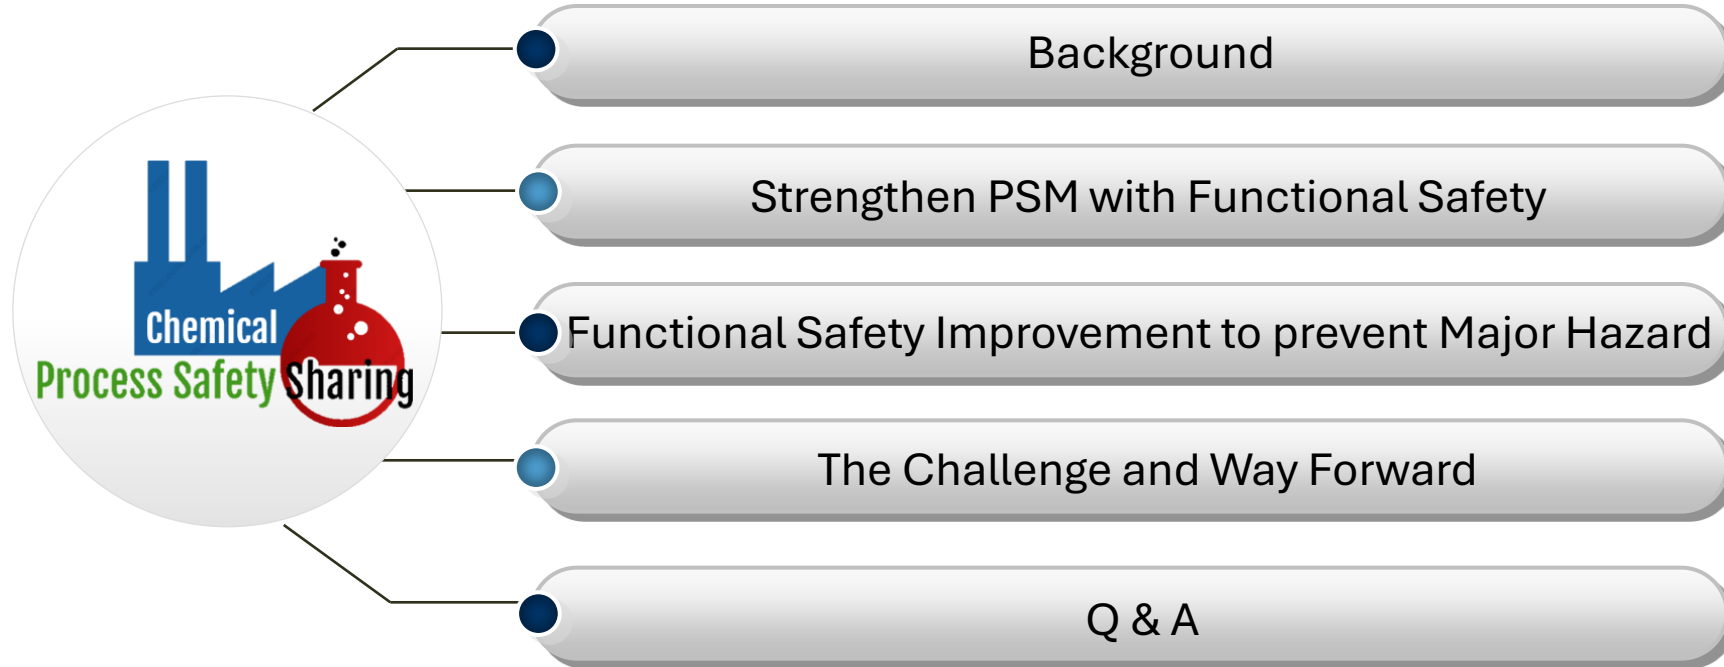 Background
Strengthen PSM with Functional Safety
Functional Safety Improvement to prevent Major Hazard
The Challenge and Way Forward
Q & A
Chemical
Process Safety Sharing